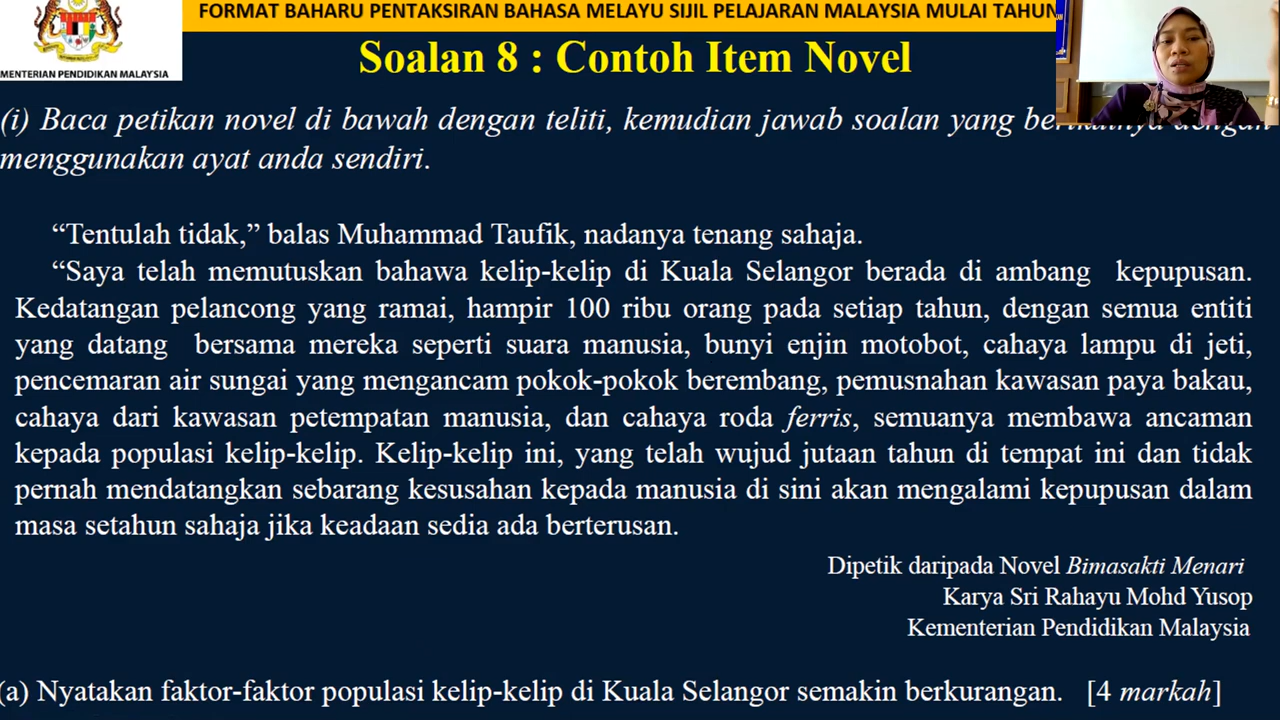 FORMAT BAHARU PENTAKSIRAN BAHASA MELAYU SIJIL PELAJARAN MALAYSIA MULAI TAHUN
MENTERIAN PENDIDIKAN MALAYSIA
Soalan 8 : Contoh Item Novel
(i) Baca petikan novel di bawah dengan teliti, kemudian jawab soalan yang berikutnya dengan
menggunakan ayat anda sendiri.
“Tentulah tidak,” balas Muhammad Taufik, nadanya tenang sahaja.
“Saya telah memutuskan bahawa kelip-kelip di Kuala Selangor berada di ambang kepupusan.
Kedatangan pelancong yang ramai, hampir 100 ribu orang pada setiap tahun, dengan semua entiti
yang datang bersama mereka seperti suara manusia, bunyi enjin motobot, cahaya lampu di jeti,
pencemaran air sungai yang mengancam pokok-pokok berembang, pemusnahan kawasan paya bakau,
cahaya dari kawasan petempatan manusia, dan cahaya roda ferris, semuanya membawa ancaman
kepada populasi kelip-kelip. Kelip-kelip ini, yang telah wujud jutaan tahun di tempat ini dan tidak
pernah mendatangkan sebarang kesusahan kepada manusia di sini akan mengalami kepupusan dalam
masa setahun sahaja jika keadaan sedia ada berterusan.
Dipetik daripada Novel Bimasakti Menari
Karya Sri Rahayu Mohd Yusop
Kementerian Pendidikan Malaysia
(a) Nyatakan faktor-faktor populasi kelip-kelip di Kuala Selangor semakin berkurangan. [4 markah]